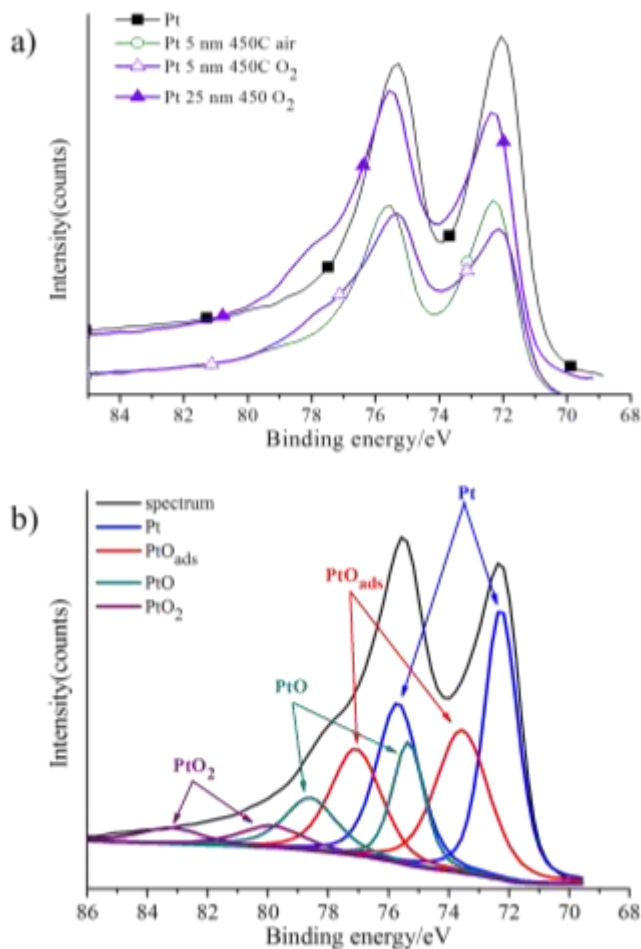 a)
Pt
Pt 5 nm 450C air
Pt 5 nm 450C O₂
Pt 25 nm 450 O₂
Intensity(counts)
84 82 80 78 76 74 72 70 68
Binding energy/eV
b)
spectrum
Pt
PtOads
PtO
PtO₂
Pt
PtOads
PtO
PtO₂
Intensity(counts)
86 84 82 80 78 76 74 72 70 68
Binding energy/eV